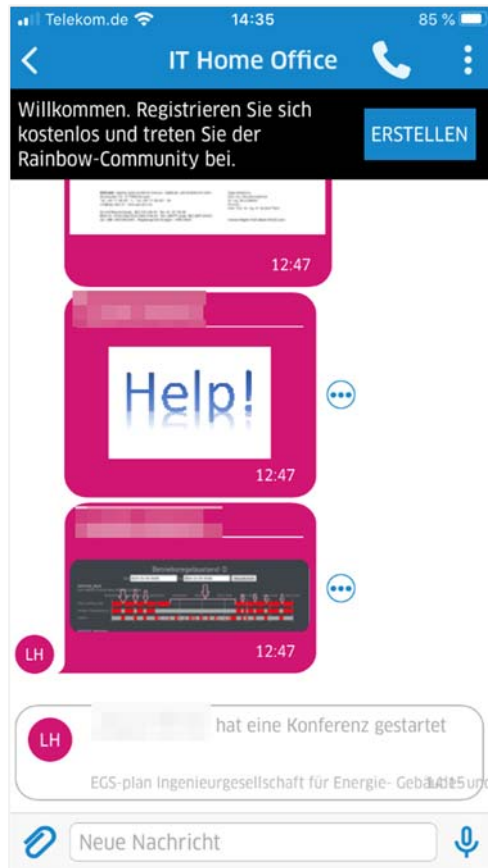 Telekom.de 14:35 85 %
IT Home Office
Willkommen. Registrieren Sie sich
kostenlos und treten Sie der
Rainbow-Community bei.
ERSTELLEN
12:47
Help!
12:47
12:47
LH
LH
hat eine Konferenz gestartet
EGS-plan Ingenieurgesellschaft für Energie- 14:15
Neue Nachricht